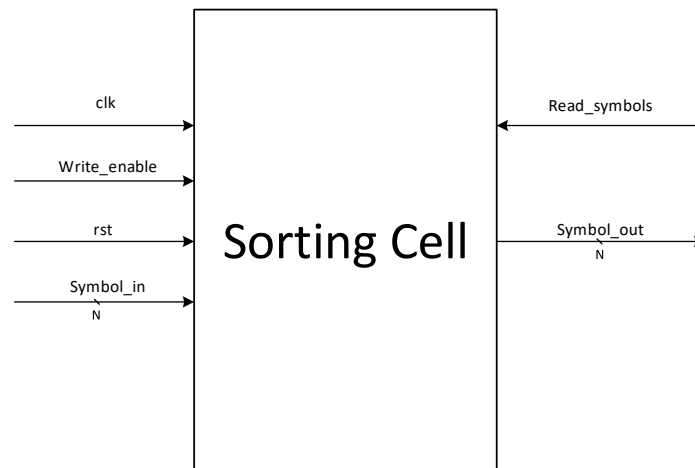 clk
Write_enable
rst
Symbol_in
N
Sorting Cell
Read_symbols
Symbol_out
N